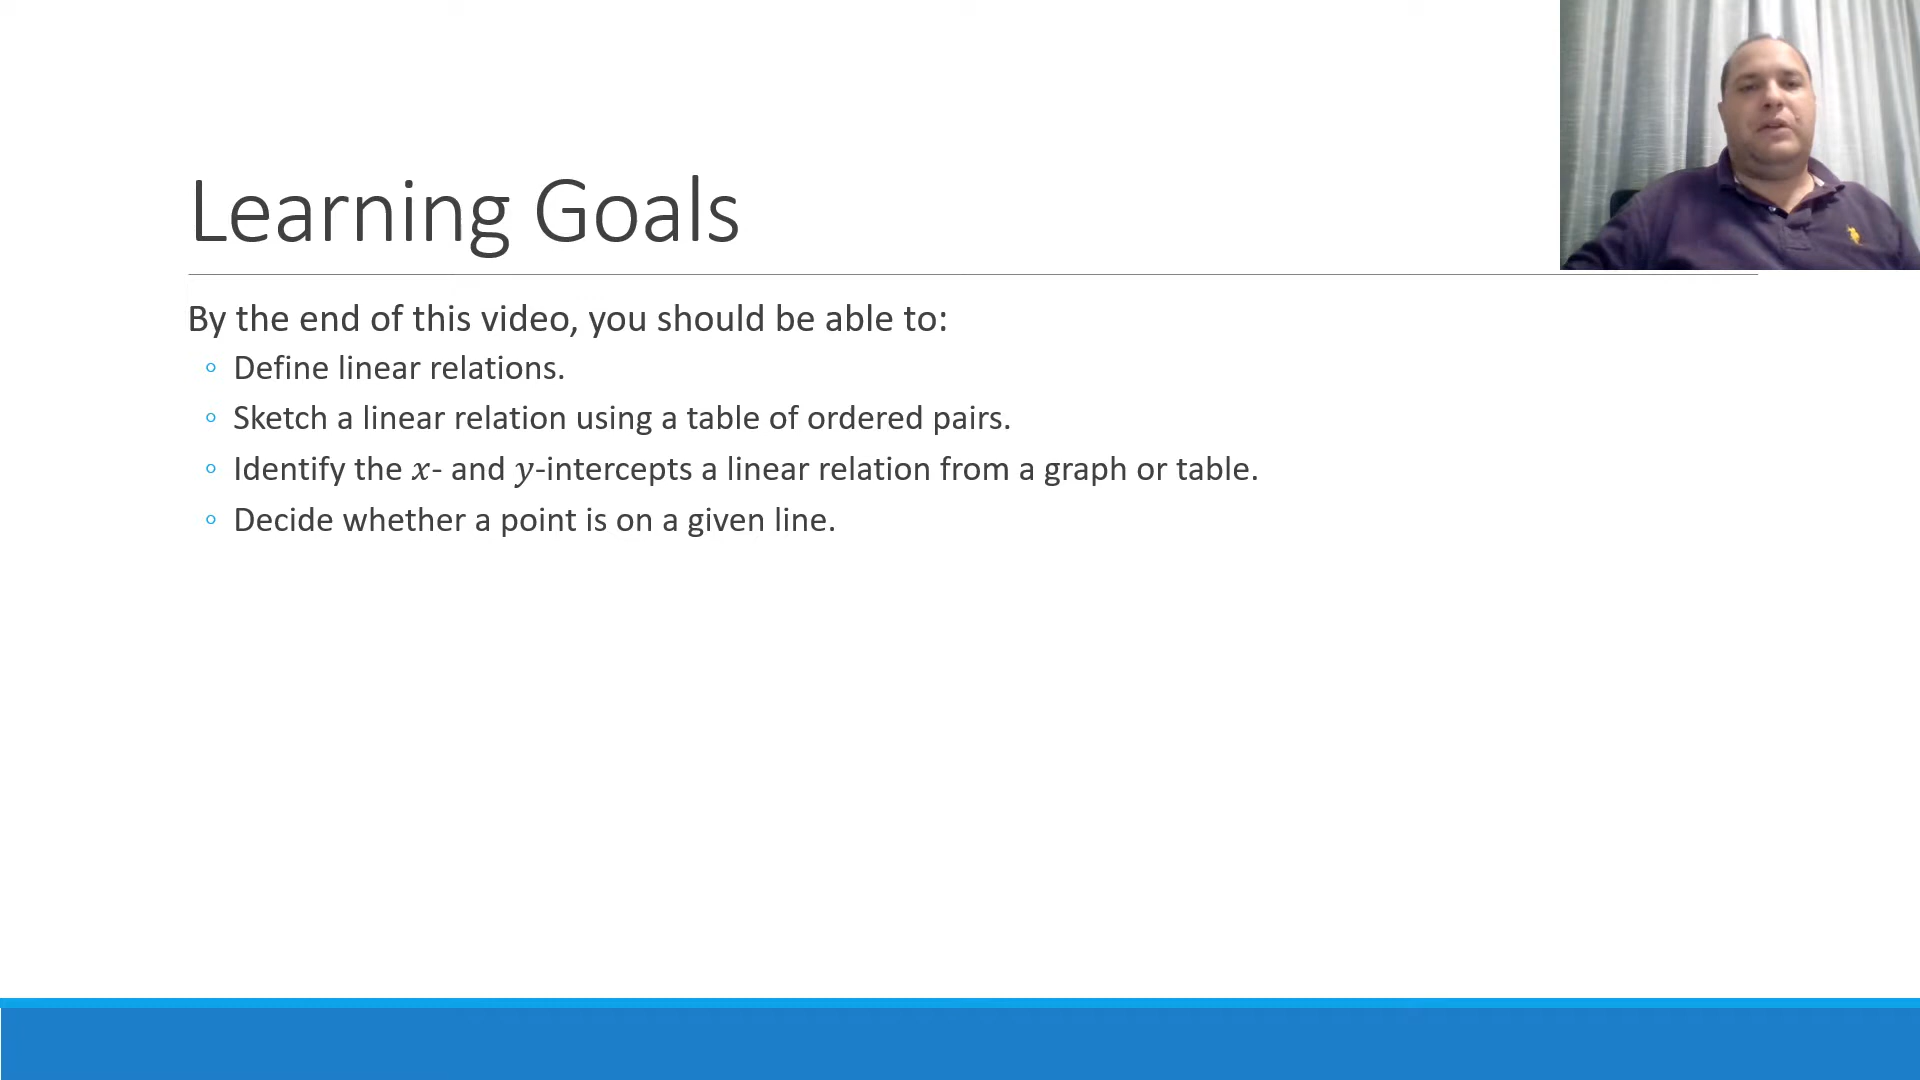 Learning Goals
By the end of this video, you should be able to:
◦ Define linear relations.
◦ Sketch a linear relation using a table of ordered pairs.
◦ Identify the x- and y-intercepts a linear relation from a graph or table.
◦ Decide whether a point is on a given line.